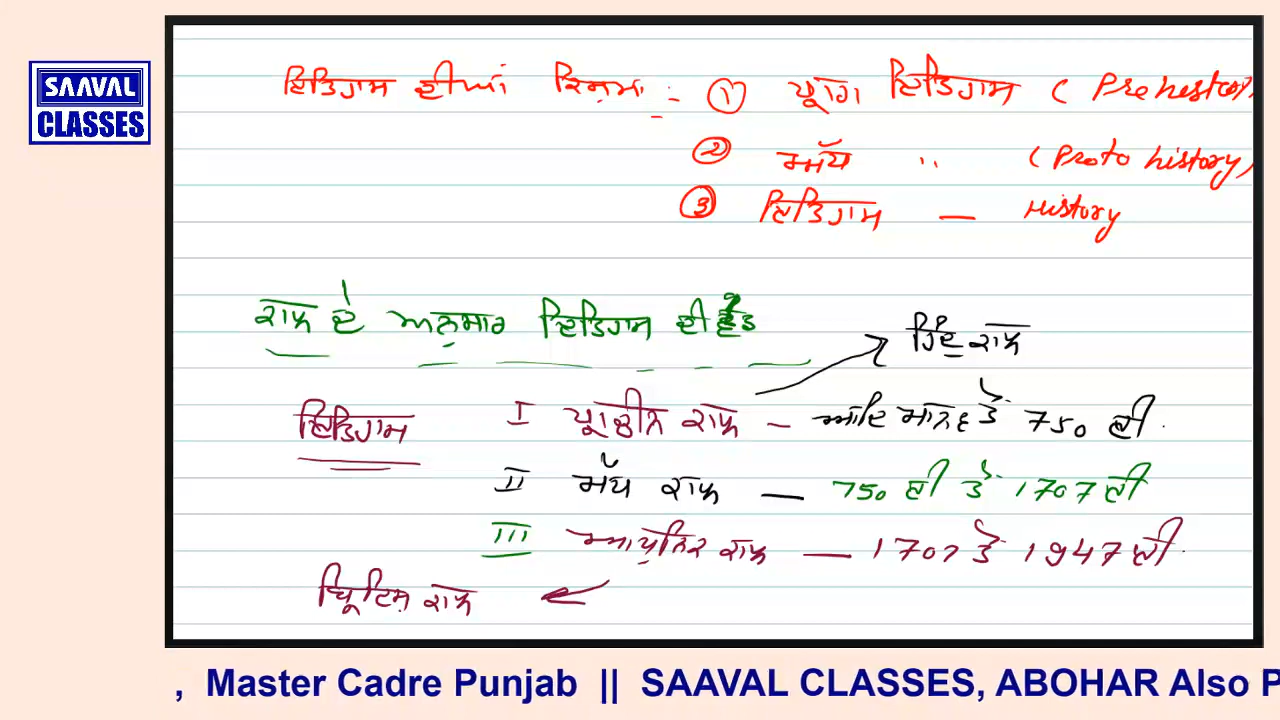 SAAVAL
CLASSES
ਇਤਿਹਾਸ ਦੀਆਂ ਕਿਸਮਾਂ :- ① ਪ੍ਰਾਗ ਇਤਿਹਾਸ (Prehistory
② ਮੱਧ " (Proto history)
③ ਇਤਿਹਾਸ — History
ਕਾਲ ਦੇ ਅਨੁਸਾਰ ਇਤਿਹਾਸ ਦੀ ਵੰਡ
ਹਿੰਦੂ ਕਾਲ
ਇਤਿਹਾਸ I ਪ੍ਰਾਚੀਨ ਕਾਲ - ਆਦਿ ਮਾਨਵ ਤੋਂ 750 ਈ.
II ਮੱਧ ਕਾਲ — 750 ਈ ਤੋਂ 1707 ਈ
III ਆਧੁਨਿਕ ਕਾਲ — 1707 ਤੋਂ 1947 ਈ.
ਬ੍ਰਿਟਿਸ਼ ਕਾਲ
, Master Cadre Punjab || SAAVAL CLASSES, ABOHAR Also P